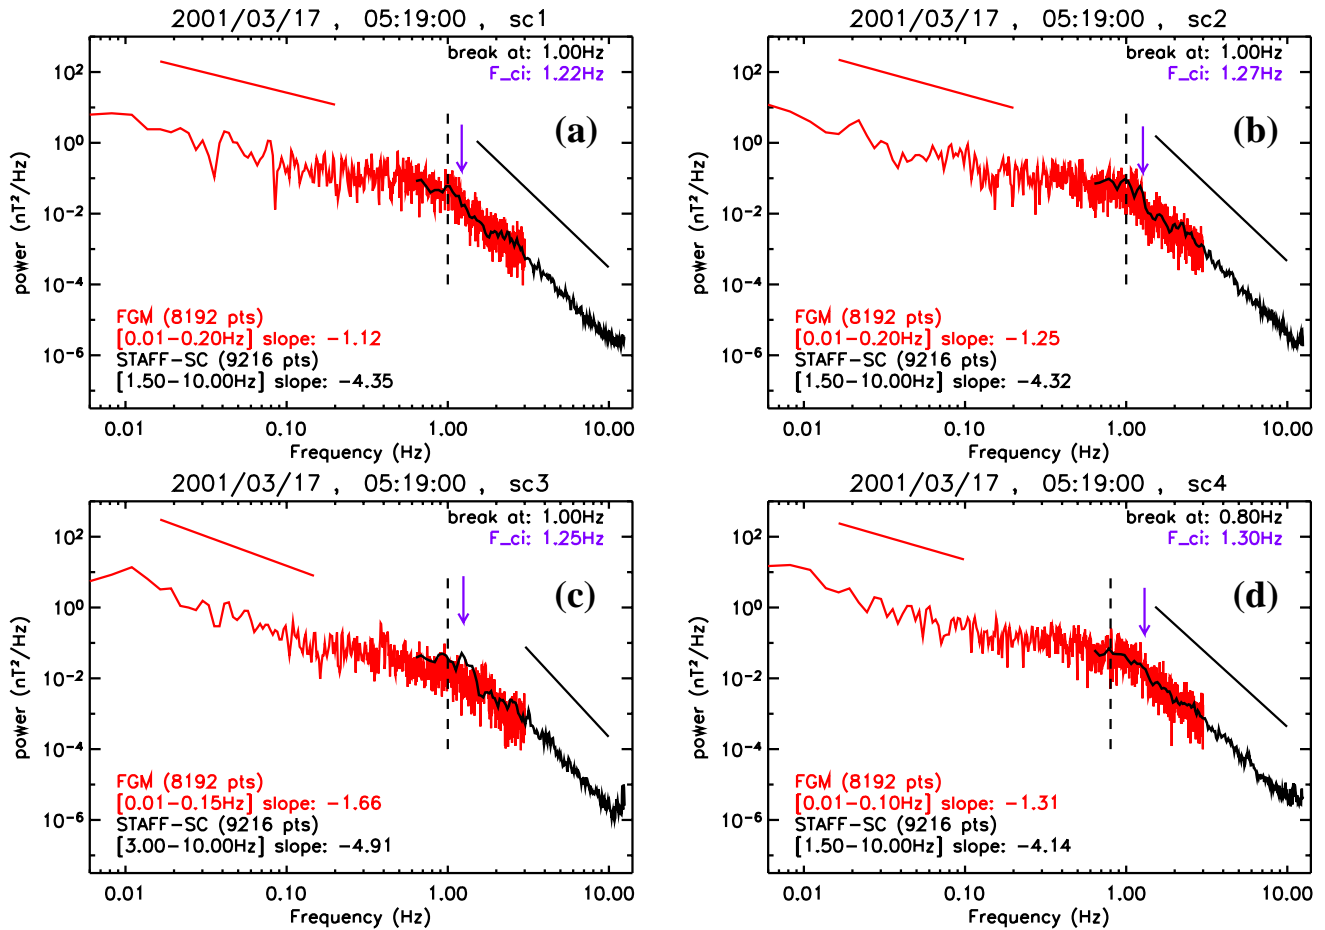 2001/03/17 , 05:19:00 , sc1
break at: 1.00Hz
F_ci: 1.22Hz
(a)
10²
10⁰
10⁻²
10⁻⁴
10⁻⁶
power (nT²/Hz)
FGM (8192 pts)
[0.01-0.20Hz] slope: -1.12
STAFF-SC (9216 pts)
[1.50-10.00Hz] slope: -4.35
0.01 0.10 1.00 10.00
Frequency (Hz)
2001/03/17 , 05:19:00 , sc2
break at: 1.00Hz
F_ci: 1.27Hz
(b)
10²
10⁰
10⁻²
10⁻⁴
10⁻⁶
power (nT²/Hz)
FGM (8192 pts)
[0.01-0.20Hz] slope: -1.25
STAFF-SC (9216 pts)
[1.50-10.00Hz] slope: -4.32
0.01 0.10 1.00 10.00
Frequency (Hz)
2001/03/17 , 05:19:00 , sc3
break at: 1.00Hz
F_ci: 1.25Hz
(c)
10²
10⁰
10⁻²
10⁻⁴
10⁻⁶
power (nT²/Hz)
FGM (8192 pts)
[0.01-0.15Hz] slope: -1.66
STAFF-SC (9216 pts)
[3.00-10.00Hz] slope: -4.91
0.01 0.10 1.00 10.00
Frequency (Hz)
2001/03/17 , 05:19:00 , sc4
break at: 0.80Hz
F_ci: 1.30Hz
(d)
10²
10⁰
10⁻²
10⁻⁴
10⁻⁶
power (nT²/Hz)
FGM (8192 pts)
[0.01-0.10Hz] slope: -1.31
STAFF-SC (9216 pts)
[1.50-10.00Hz] slope: -4.14
0.01 0.10 1.00 10.00
Frequency (Hz)